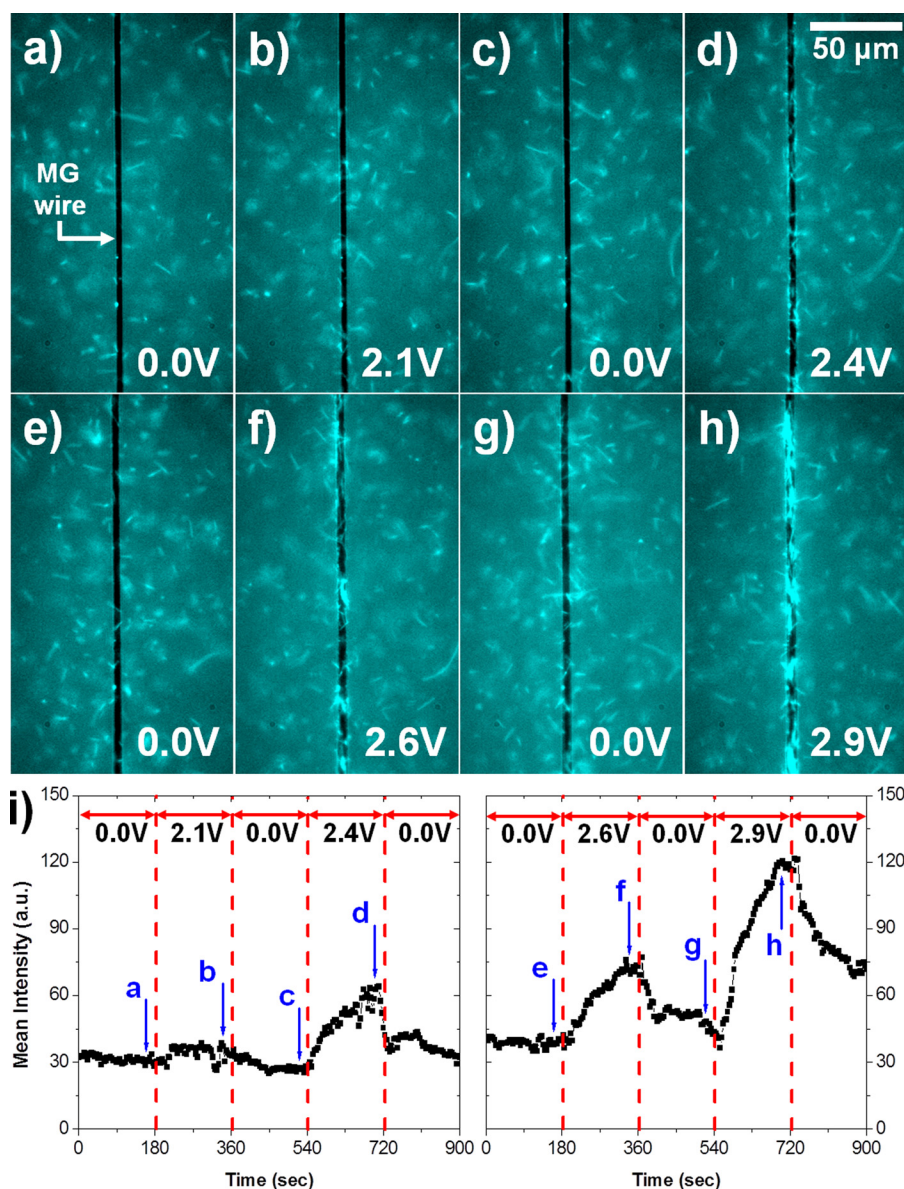 a)
b)
c)
d)
50 µm
MG
wire
0.0V
2.1V
0.0V
2.4V
e)
f)
g)
h)
0.0V
2.6V
0.0V
2.9V
i)
150
120
90
60
30
0
Mean Intensity (a.u.)
0.0V 2.1V 0.0V 2.4V 0.0V
a
b
c
d
0 180 360 540 720 900
Time (sec)
0.0V 2.6V 0.0V 2.9V 0.0V
e
f
g
h
150
120
90
60
30
0
0 180 360 540 720 900
Time (sec)